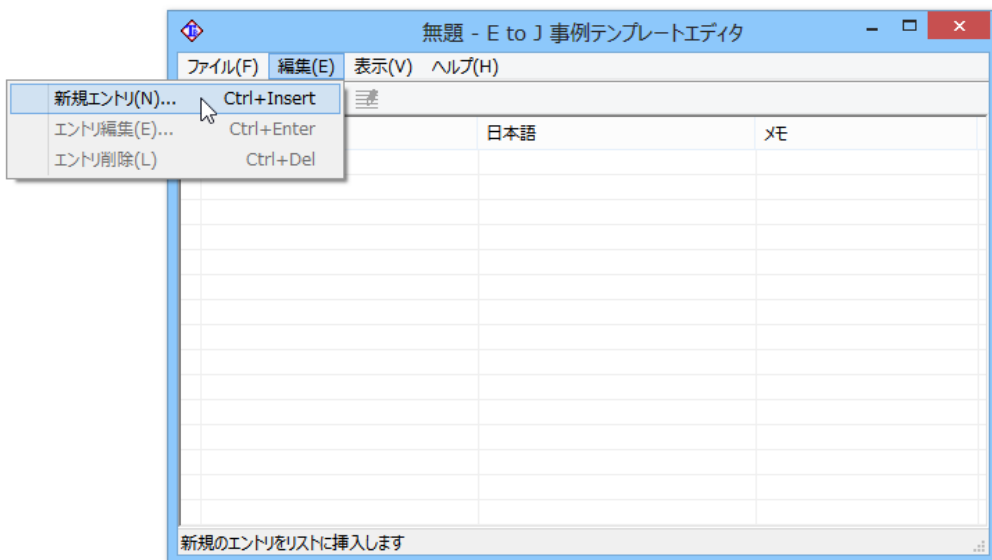 無題 - E to J 事例テンプレートエディタ
ファイル(F) 編集(E) 表示(V) ヘルプ(H)
新規エントリ(N)... Ctrl+Insert
エントリ編集(E)... Ctrl+Enter
エントリ削除(L) Ctrl+Del
日本語 メモ
新規のエントリをリストに挿入します